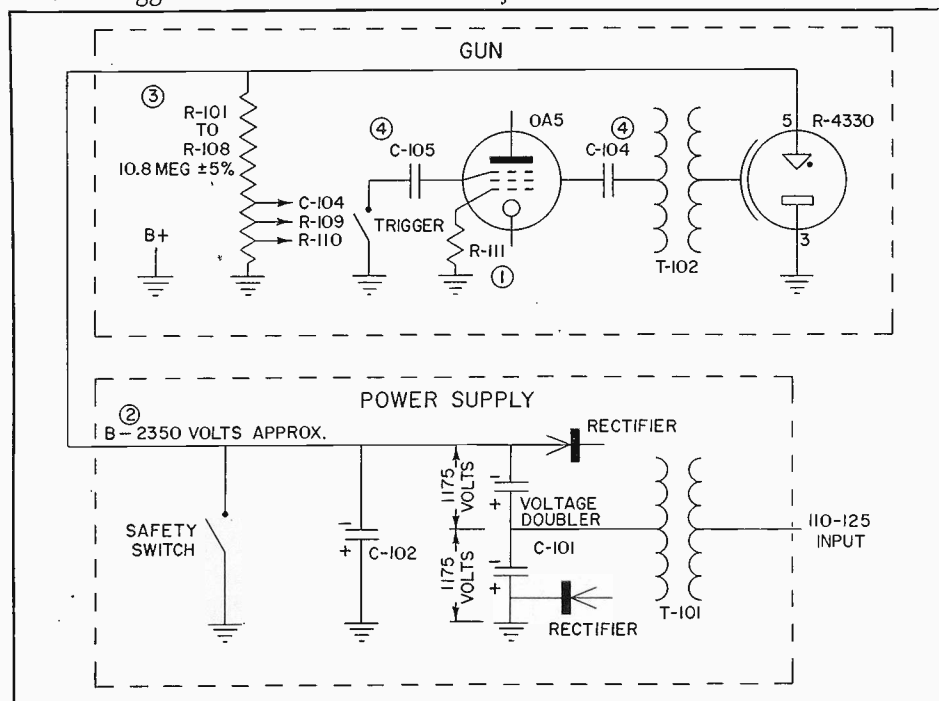 GUN
③
R-101
TO
R-108
10.8 MEG ±5%
C-104
R-109
R-110
B+
④
C-105
TRIGGER
OA5
R-111
①
④
C-104
T-102
5
R-4330
3
POWER SUPPLY
②
B- 2350 VOLTS APPROX.
RECTIFIER
SAFETY
SWITCH
-
+
C-102
1175
VOLTS
1175
VOLTS
-
+
VOLTAGE
DOUBLER
C-101
-
+
RECTIFIER
T-101
110-125
INPUT